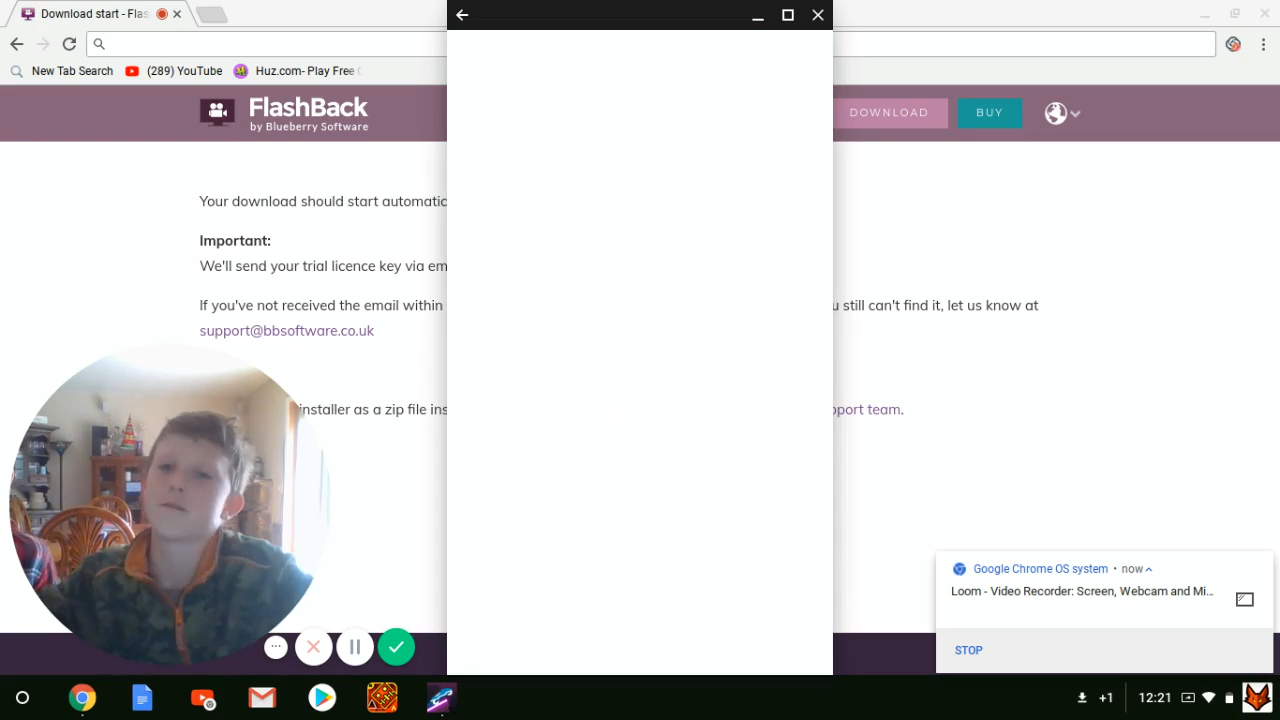 Download start - Flas
New Tab Search
(289) YouTube
Huz.com- Play Free
FlashBack
by Blueberry Software
DOWNLOAD
BUY
Your download should start automatic
Important:
We'll send your trial licence key via em
If you've not received the email within
still can't find it, let us know at
support@bbsoftware.co.uk
installer as a zip file ins
pport team.
Google Chrome OS system • now
Loom - Video Recorder: Screen, Webcam and Mi...
STOP
+1
12:21